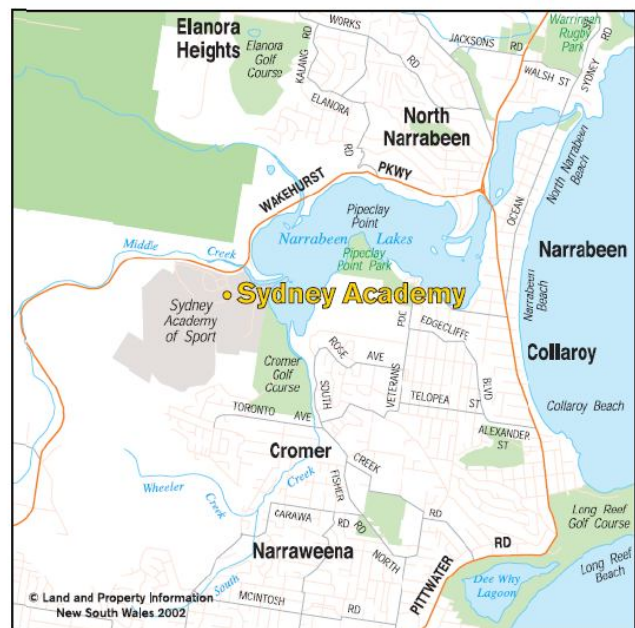 Elanora
Heights
Elanora
Golf
Course
KALANG RD
WORKS
RD
JACKSONS RD
Warringah
Rugby
Park
WALSH ST
SYDNEY
RD
ELANORA
RD
North
Narrabeen
WAKEHURST PKWY
OCEAN
ST
North Narrabeen
Beach
Pipeclay
Point
Narrabeen Lakes
Pipeclay
Point Park
Middle Creek
Narrabeen
Narrabeen
Beach
Sydney Academy
Sydney
Academy
of Sport
Cromer
Golf
Course
ROSE AVE
SOUTH
VETERANS PDE
EDGECLIFFE
BLVD
TELOPEA ST
Collaroy
Collaroy Beach
TORONTO AVE
ALEXANDER
ST
Cromer
CREEK
RD
Wheeler
Creek
Creek
FISHER
RD
NORTH
CARAWA RD
Narraweena
South
MCINTOSH RD
PITTWATER RD
Long Reef
Golf Course
Long Reef
Beach
Dee Why
Lagoon
© Land and Property Information
New South Wales 2002